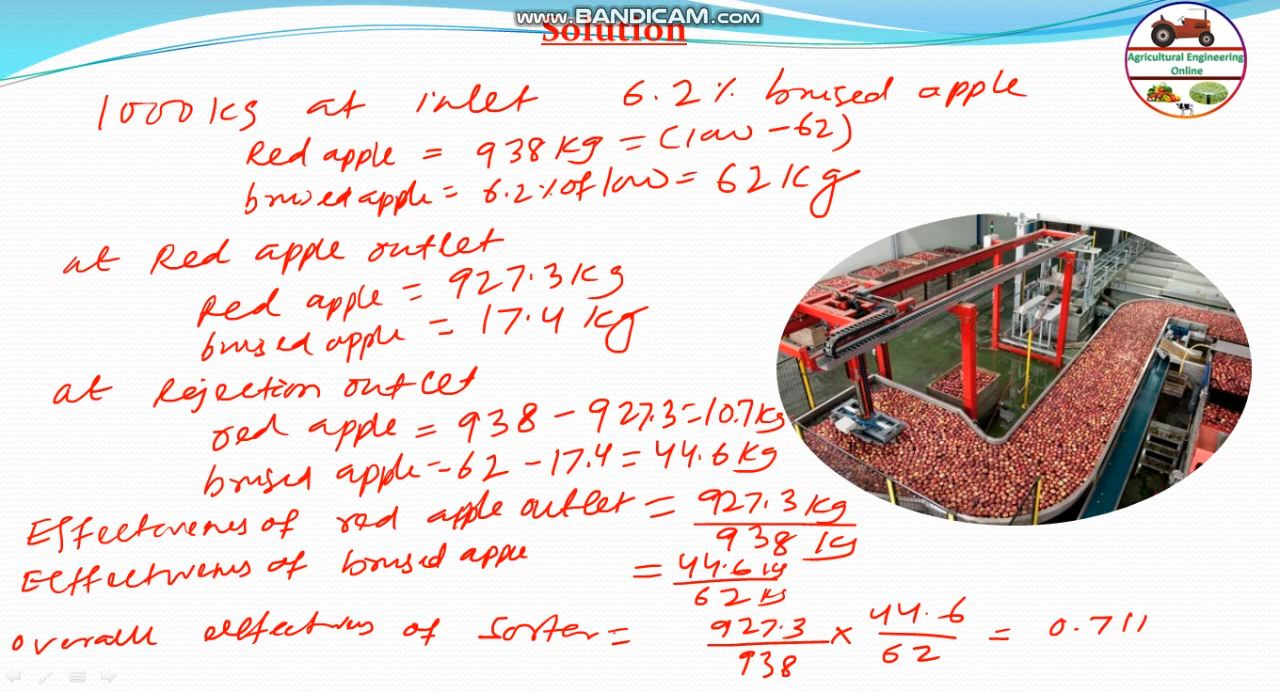 www.BANDICAM.com
Solution
Agricultural Engineering
Online
1000 kg at inlet 6.2% bruised apple
Red apple = 938 kg = (1000 - 62)
bruised apple = 6.2% of 1000 = 62 kg
at Red apple outlet
Red apple = 927.3 kg
bruised apple = 17.4 kg
at Rejection outlet
red apple = 938 - 927.3 = 10.7 kg
bruised apple = 62 - 17.4 = 44.6 kg
Effectiveness of red apple outlet = 927.3 kg / 938 kg
Effectiveness of bruised apple = 44.6 kg / 62 kg
Overall effectiveness of Sorter = 927.3 / 938 × 44.6 / 62 = 0.711